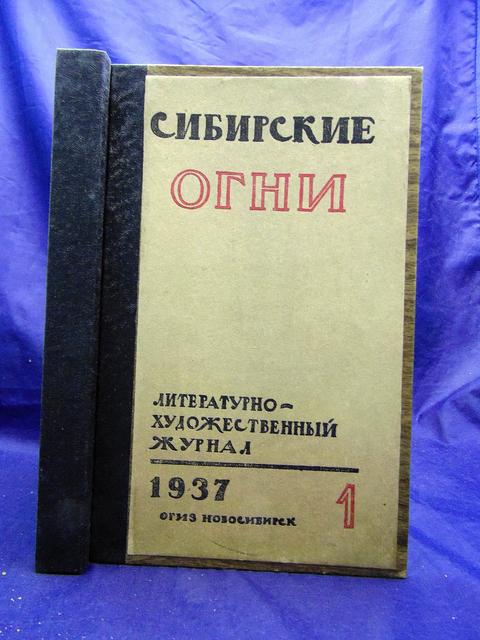 СИБИРСКИЕ
ОГНИ
ЛИТЕРАТУРНО-
ХУДОЖЕСТВЕННЫЙ
ЖУРНАЛ
1937 1
ОГИЗ НОВОСИБИРСК